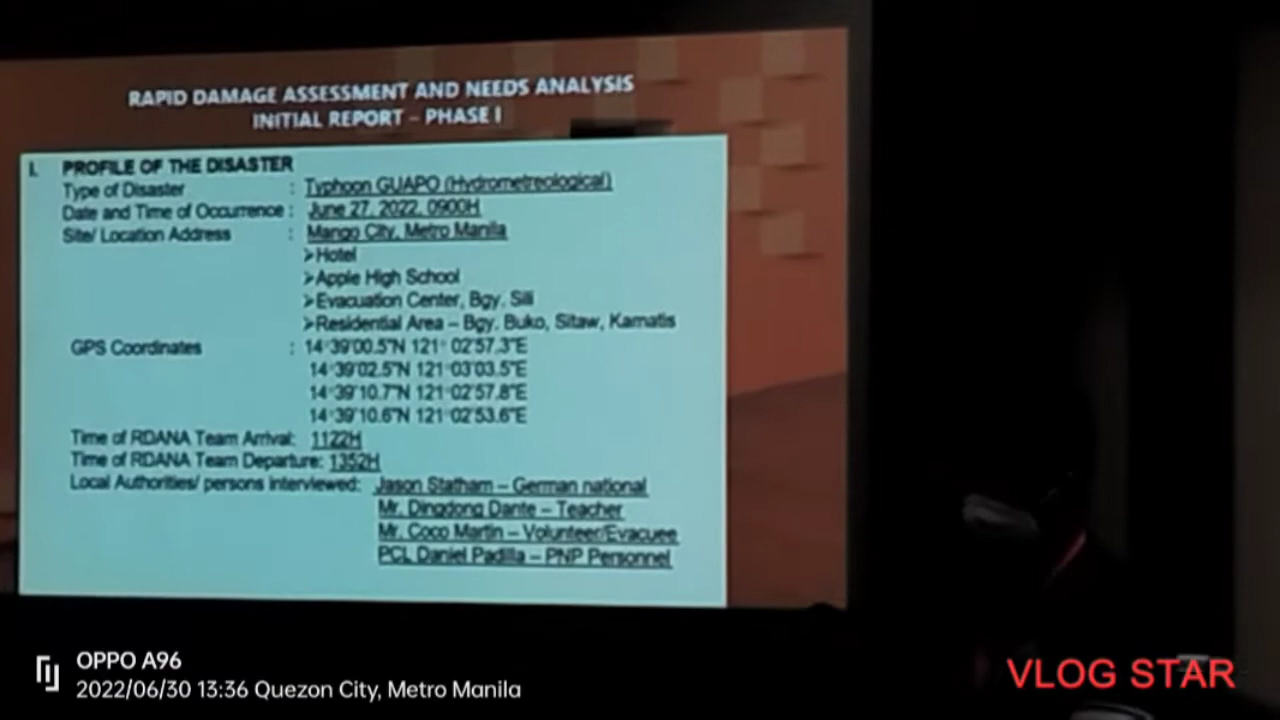 RAPID DAMAGE ASSESSMENT AND NEEDS ANALYSIS
INITIAL REPORT – PHASE I
I. PROFILE OF THE DISASTER
Type of Disaster : Typhoon GUAPO (Hydrometreological)
Date and Time of Occurrence : June 27, 2022, 0900H
Site/ Location Address : Mango City, Metro Manila
➢Hotel
➢Apple High School
➢Evacuation Center, Bgy. Sili
➢Residential Area – Bgy. Buko, Sitaw, Kamatis
GPS Coordinates : 14°39'00.5"N 121° 02'57.3"E
14°39'02.5"N 121°03'03.5"E
14°39'10.7"N 121°02'57.8"E
14°39'10.6"N 121°02'53.6"E
Time of RDANA Team Arrival: 1122H
Time of RDANA Team Departure: 1352H
Local Authorities/ persons interviewed: Jason Statham – German national
Mr. Dingdong Dante – Teacher
Mr. Coco Martin – Volunteer/Evacuee
PCL Daniel Padilla – PNP Personnel
OPPO A96
2022/06/30 13:36 Quezon City, Metro Manila
VLOG STAR